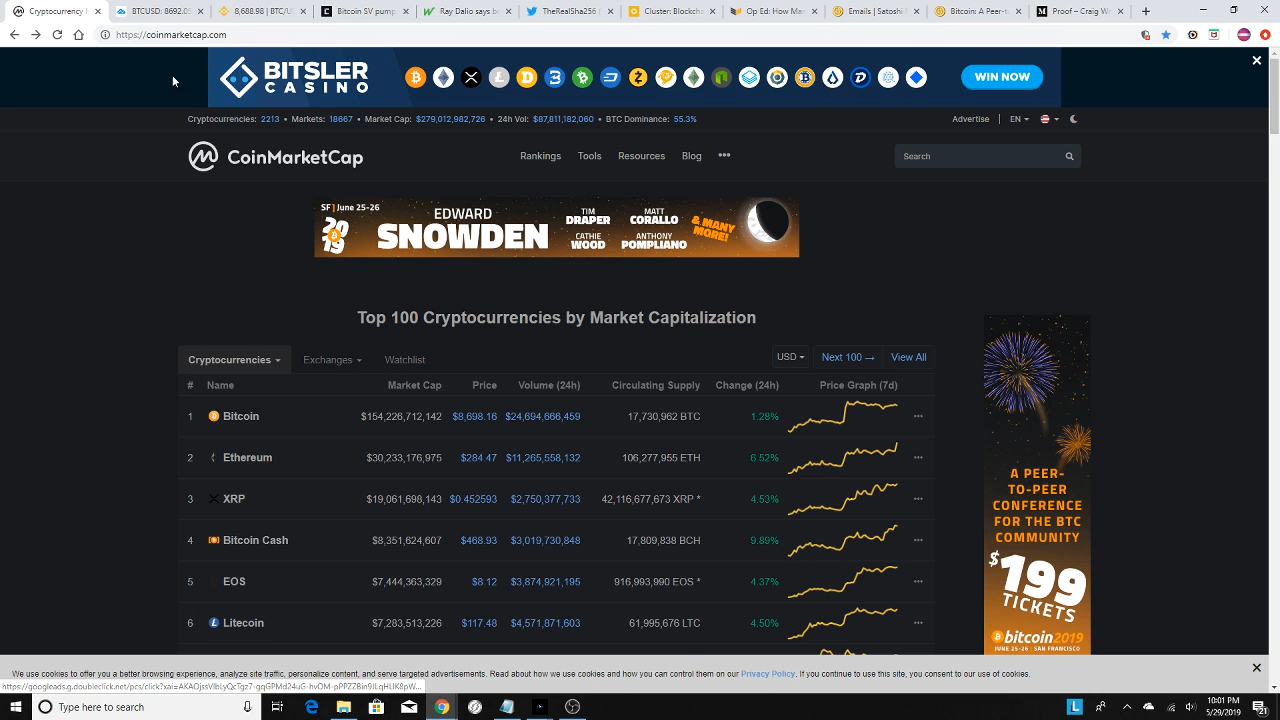 CoinMarketCap BTCUSD: 8692.05 8,688.98 | BTC/U Bitcoin SV pump Ray Dalio says TheRealSha256 Cluster: Blockcha Op Ed: How Ma Emails | Satoshi Bitcoin: A Peer-t Proof – Craig Wr
https://coinmarketcap.com
BITSLER CASINO WIN NOW
Cryptocurrencies: 2213 • Markets: 18667 • Market Cap: $279,012,982,726 • 24h Vol: $87,811,182,060 • BTC Dominance: 55.3% Advertise EN
CoinMarketCap Rankings Tools Resources Blog ••• Search
SF June 25-26
2019
EDWARD
SNOWDEN
TIM DRAPER
MATT CORALLO
CATHIE WOOD
ANTHONY POMPLIANO
& MANY MORE!
Top 100 Cryptocurrencies by Market Capitalization
Cryptocurrencies Exchanges Watchlist USD Next 100 → View All
# Name Market Cap Price Volume (24h) Circulating Supply Change (24h) Price Graph (7d)
1 Bitcoin $154,226,712,142 $8,698.16 $24,694,666,459 17,730,962 BTC 1.28%
2 Ethereum $30,233,176,975 $284.47 $11,265,558,132 106,277,955 ETH 6.52%
3 XRP $19,061,698,143 $0.452593 $2,750,377,733 42,116,677,673 XRP * 4.53%
4 Bitcoin Cash $8,351,624,607 $468.93 $3,019,730,848 17,809,838 BCH 9.89%
5 EOS $7,444,363,329 $8.12 $3,874,921,195 916,993,990 EOS * 4.37%
6 Litecoin $7,283,513,226 $117.48 $4,571,871,603 61,995,676 LTC 4.50%
A PEER-
TO-PEER
CONFERENCE
FOR THE BTC
COMMUNITY
$199
TICKETS
bitcoin2019
JUNE 25-26 · SAN FRANCISCO
We use cookies to offer you a better browsing experience, analyze site traffic, personalize content, and serve targeted Read about how we use cookies and how you can control them on our Privacy Policy. If you continue to use this site, you consent to our use of cookies.
Type here to search
10:01 PM
5/29/2019